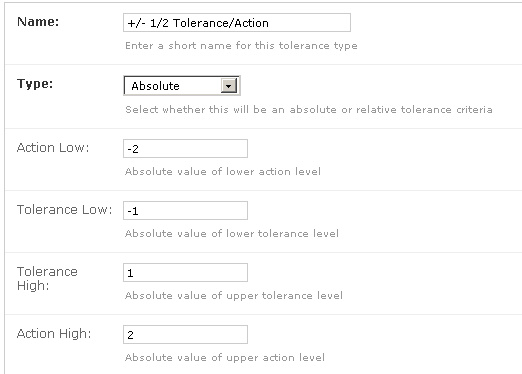 Name: +/- 1/2 Tolerance/Action
Enter a short name for this tolerance type
Type: Absolute
Select whether this will be an absolute or relative tolerance criteria
Action Low: -2
Absolute value of lower action level
Tolerance Low: -1
Absolute value of lower tolerance level
Tolerance High: 1
Absolute value of upper tolerance level
Action High: 2
Absolute value of upper action level